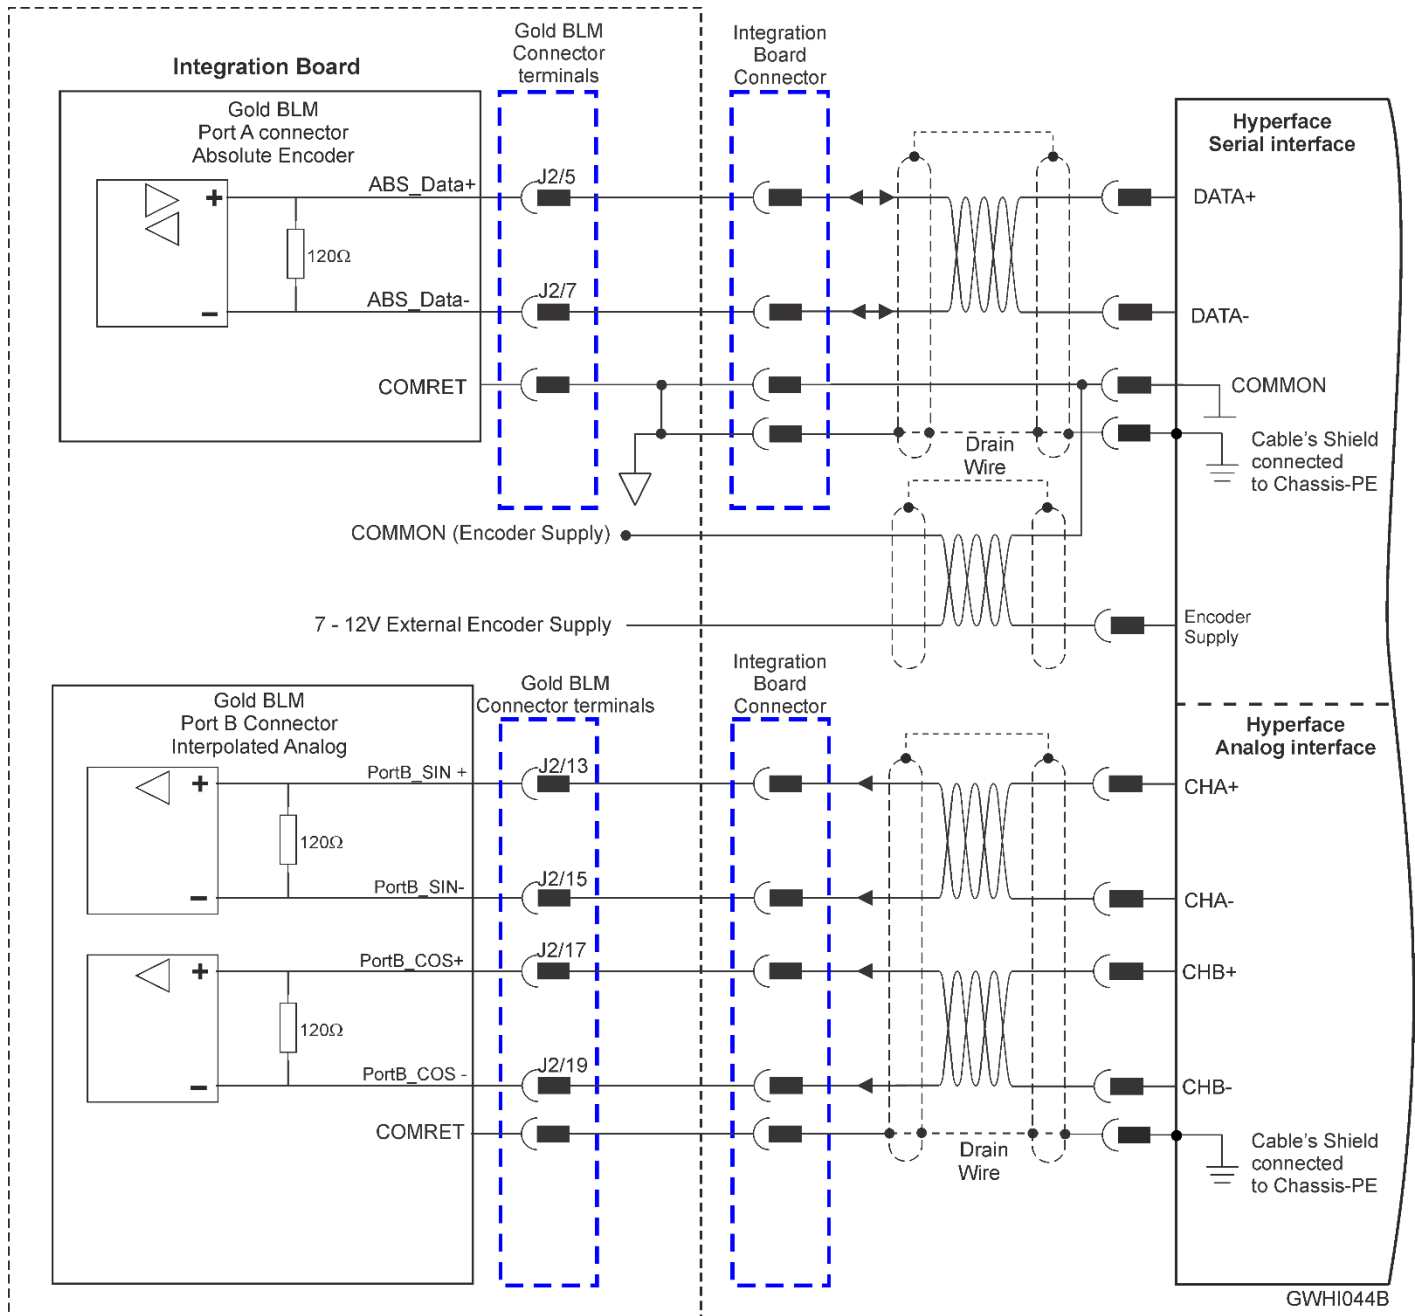 Integration Board
Gold BLM
Connector
terminals
Integration
Board
Connector
Gold BLM
Port A connector
Absolute Encoder
Hyperface
Serial interface
+
ABS_Data+
J2/5
DATA+
120Ω
−
ABS_Data-
J2/7
DATA-
COMRET
COMMON
Drain
Wire
Cable's Shield
connected
to Chassis-PE
COMMON (Encoder Supply)
7 - 12V External Encoder Supply
Encoder
Supply
Gold BLM
Port B Connector
Interpolated Analog
Gold BLM
Connector terminals
Integration
Board
Connector
Hyperface
Analog interface
+
PortB_SIN +
J2/13
CHA+
120Ω
−
PortB_SIN-
J2/15
CHA-
+
PortB_COS+
J2/17
CHB+
120Ω
−
PortB_COS -
J2/19
CHB-
COMRET
Drain
Wire
Cable's Shield
connected
to Chassis-PE
GWHI044B